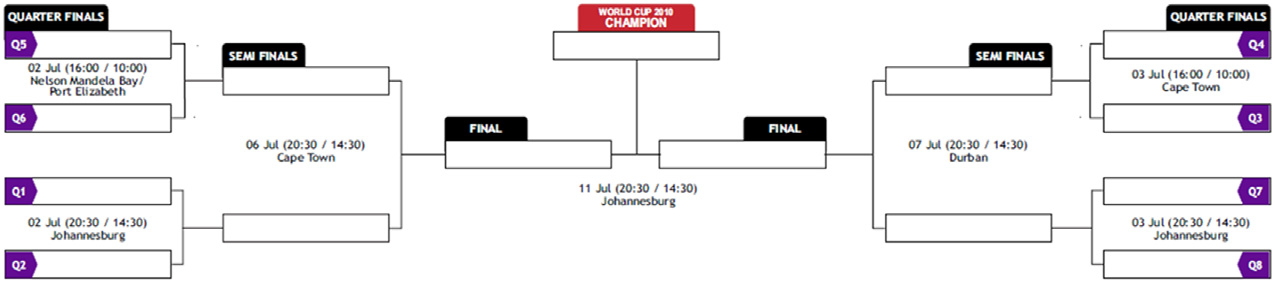 QUARTER FINALS
Q5
02 Jul (16:00 / 10:00)
Nelson Mandela Bay/
Port Elizabeth
Q6
Q1
02 Jul (20:30 / 14:30)
Johannesburg
Q2
SEMI FINALS
06 Jul (20:30 / 14:30)
Cape Town
FINAL
WORLD CUP 2010
CHAMPION
11 Jul (20:30 / 14:30)
Johannesburg
FINAL
SEMI FINALS
07 Jul (20:30 / 14:30)
Durban
QUARTER FINALS
Q4
03 Jul (16:00 / 10:00)
Cape Town
Q3
Q7
03 Jul (20:30 / 14:30)
Johannesburg
Q8